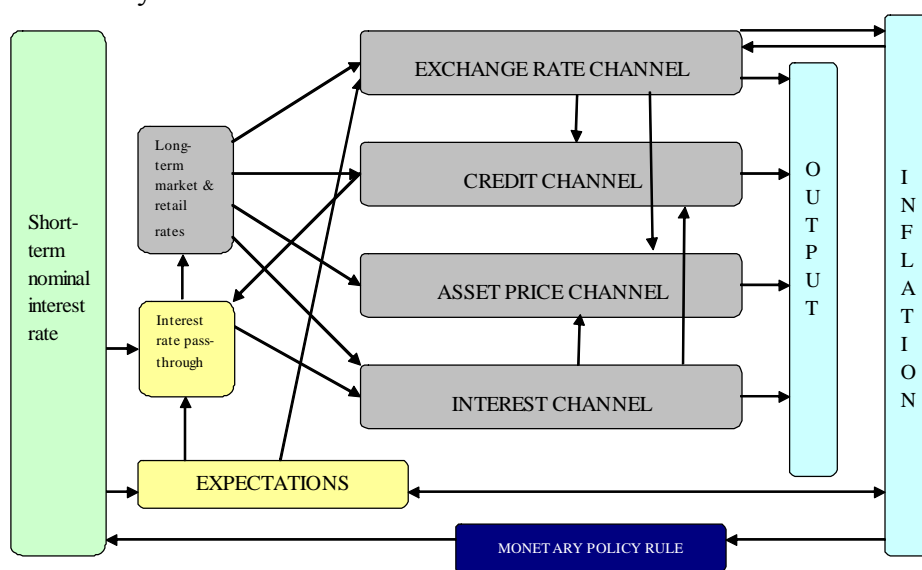 EXCHANGE RATE CHANNEL
Long-
term
market &
retail
rates
CREDIT CHANNEL
Short-
term
nominal
interest
rate
ASSET PRICE CHANNEL
Interest
rate pass-
through
INTEREST CHANNEL
EXPECTATIONS
MONETARY POLICY RULE
O
U
T
P
U
T
I
N
F
L
A
T
I
O
N